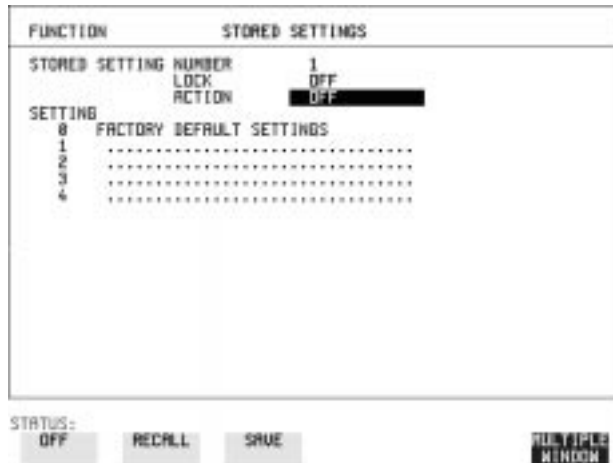 FUNCTION STORED SETTINGS
STORED SETTING NUMBER 1
LOCK OFF
ACTION OFF
SETTING
0 FACTORY DEFAULT SETTINGS
1 ................................
2 ................................
3 ................................
4 ................................
STATUS:
OFF RECALL SAVE MULTIPLE
WINDOW